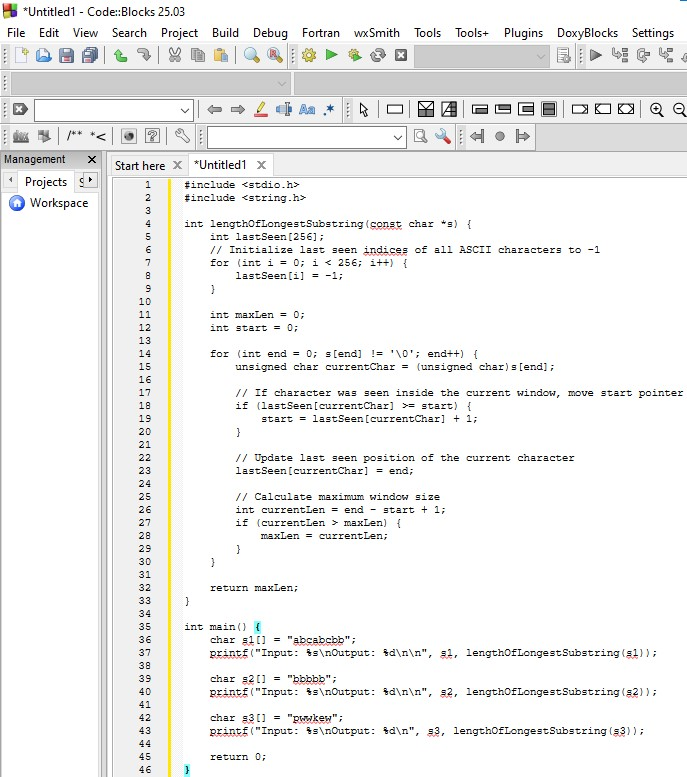 *Untitled1 - Code::Blocks 25.03
File Edit View Search Project Build Debug Fortran wxSmith Tools Tools+ Plugins DoxyBlocks Settings
Aa .*
/** *<
Management X
Start here X *Untitled1 X
Projects
Workspace
1 #include <stdio.h>
2 #include <string.h>
3
4 int lengthOfLongestSubstring(const char *s) {
5 int lastSeen[256];
6 // Initialize last seen indices of all ASCII characters to -1
7 for (int i = 0; i < 256; i++) {
8 lastSeen[i] = -1;
9 }
10
11 int maxLen = 0;
12 int start = 0;
13
14 for (int end = 0; s[end] != '\0'; end++) {
15 unsigned char currentChar = (unsigned char)s[end];
16
17 // If character was seen inside the current window, move start pointer
18 if (lastSeen[currentChar] >= start) {
19 start = lastSeen[currentChar] + 1;
20 }
21
22 // Update last seen position of the current character
23 lastSeen[currentChar] = end;
24
25 // Calculate maximum window size
26 int currentLen = end - start + 1;
27 if (currentLen > maxLen) {
28 maxLen = currentLen;
29 }
30 }
31
32 return maxLen;
33 }
34
35 int main() {
36 char s1[] = "abcabcbb";
37 printf("Input: %s\nOutput: %d\n\n", s1, lengthOfLongestSubstring(s1));
38
39 char s2[] = "bbbbb";
40 printf("Input: %s\nOutput: %d\n\n", s2, lengthOfLongestSubstring(s2));
41
42 char s3[] = "pwwkew";
43 printf("Input: %s\nOutput: %d\n", s3, lengthOfLongestSubstring(s3));
44
45 return 0;
46 }